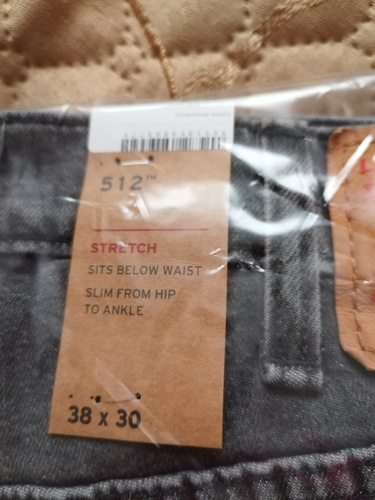 512™
STRETCH
SITS BELOW WAIST
SLIM FROM HIP
TO ANKLE
38 x 30